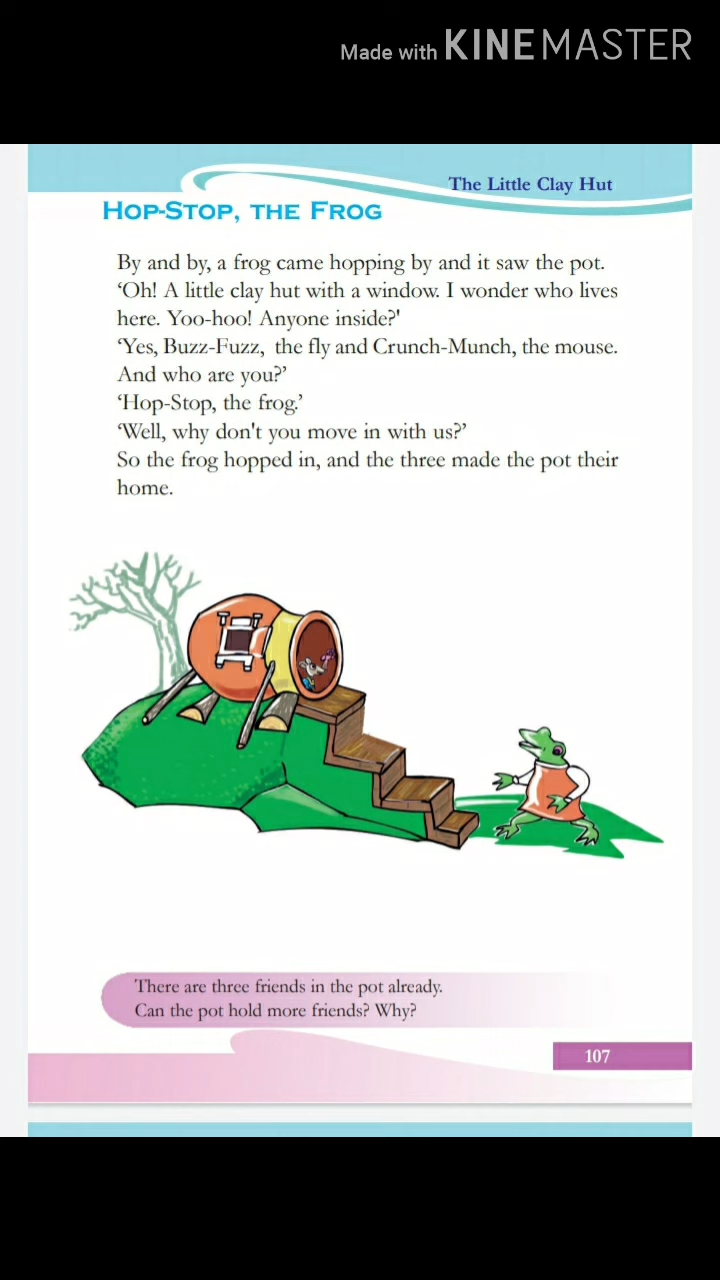 Made with KINEMASTER
The Little Clay Hut
HOP-STOP, THE FROG
By and by, a frog came hopping by and it saw the pot.
‘Oh! A little clay hut with a window. I wonder who lives
here. Yoo-hoo! Anyone inside?'
‘Yes, Buzz-Fuzz, the fly and Crunch-Munch, the mouse.
And who are you?’
‘Hop-Stop, the frog.’
‘Well, why don't you move in with us?’
So the frog hopped in, and the three made the pot their
home.
There are three friends in the pot already.
Can the pot hold more friends? Why?
107